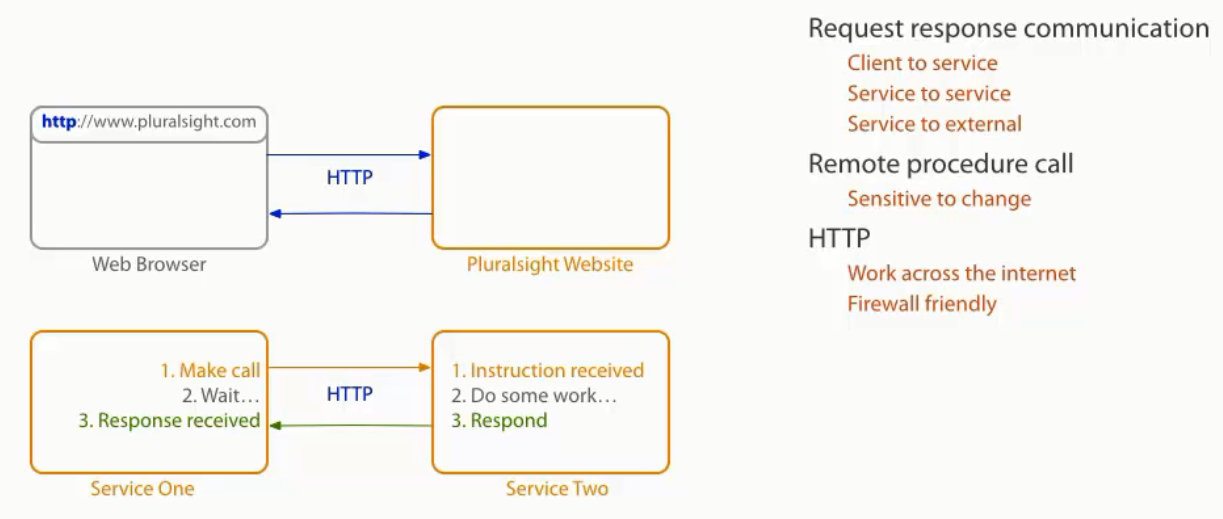 http://www.pluralsight.com
HTTP
Web Browser
Pluralsight Website
1. Make call
2. Wait...
3. Response received
HTTP
1. Instruction received
2. Do some work...
3. Respond
Service One
Service Two
Request response communication
Client to service
Service to service
Service to external
Remote procedure call
Sensitive to change
HTTP
Work across the internet
Firewall friendly